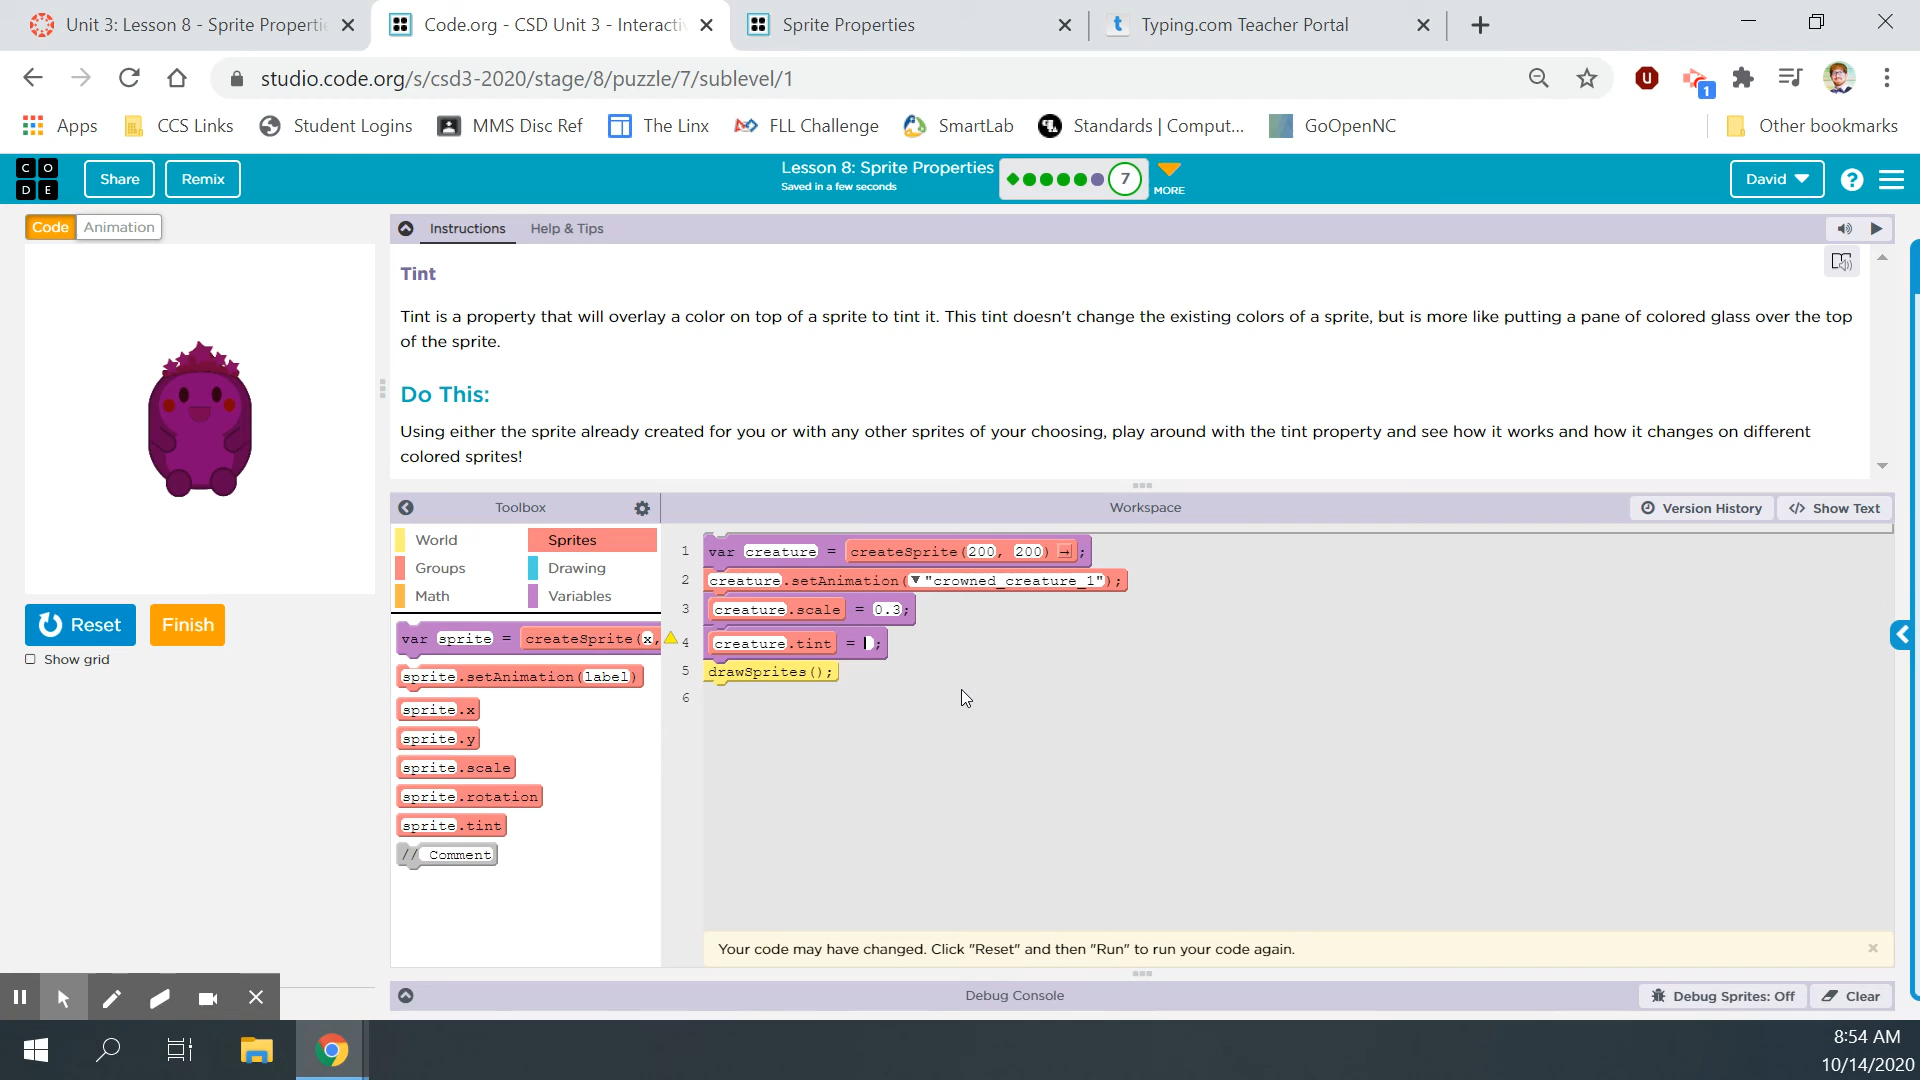 Unit 3: Lesson 8 - Sprite Properti
Code.org - CSD Unit 3 - Interactiv
Sprite Properties
t Typing.com Teacher Portal
studio.code.org/s/csd3-2020/stage/8/puzzle/7/sublevel/1
1
Apps
CCS Links
Student Logins
MMS Disc Ref
The Linx
FLL Challenge
SmartLab
Standards | Comput...
GoOpenNC
Other bookmarks
C O D E
Share
Remix
Lesson 8: Sprite Properties
Saved in a few seconds
7
MORE
David
?
Code
Animation
Instructions
Help & Tips
Tint
Tint is a property that will overlay a color on top of a sprite to tint it. This tint doesn't change the existing colors of a sprite, but is more like putting a pane of colored glass over the top
of the sprite.
Do This:
Using either the sprite already created for you or with any other sprites of your choosing, play around with the tint property and see how it works and how it changes on different
colored sprites!
Reset
Finish
Show grid
Toolbox
Workspace
Version History
</> Show Text
World
Sprites
Groups
Drawing
Math
Variables
var sprite = createSprite(x,
sprite.setAnimation(label)
sprite.x
sprite.y
sprite.scale
sprite.rotation
sprite.tint
// Comment
1 var creature = createSprite(200, 200) → ;
2 creature.setAnimation(▼"crowned_creature_1");
3 creature.scale = 0.3;
4 creature.tint = ;
5 drawSprites();
6
Your code may have changed. Click "Reset" and then "Run" to run your code again.
Debug Console
Debug Sprites: Off
Clear
8:54 AM
10/14/2020